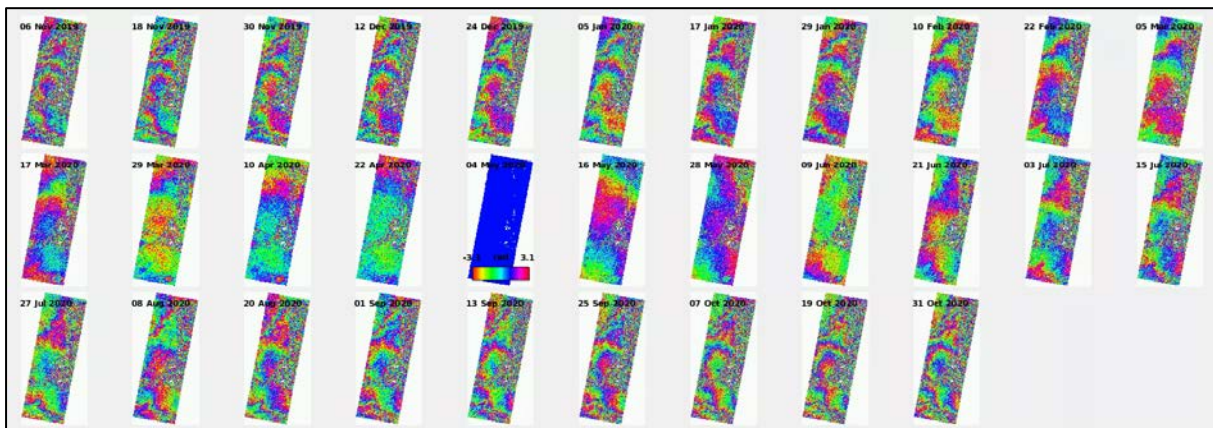 06 Nov 2019 18 Nov 2019 30 Nov 2019 12 Dec 2019 24 Dec 2019 05 Jan 2020 17 Jan 2020 29 Jan 2020 10 Feb 2020 22 Feb 2020 05 Mar 2020
17 Mar 2020 29 Mar 2020 10 Apr 2020 22 Apr 2020 04 May 2020 16 May 2020 28 May 2020 09 Jun 2020 21 Jun 2020 03 Jul 2020 15 Jul 2020
-3.1 3.1
27 Jul 2020 08 Aug 2020 20 Aug 2020 01 Sep 2020 13 Sep 2020 25 Sep 2020 07 Oct 2020 19 Oct 2020 31 Oct 2020